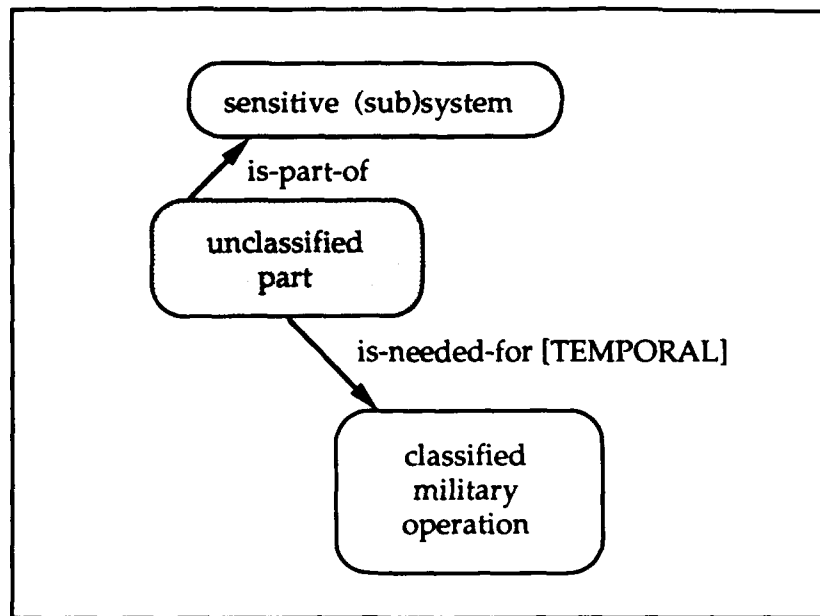 sensitive (sub)system
is-part-of
unclassified
part
is-needed-for [TEMPORAL]
classified
military
operation